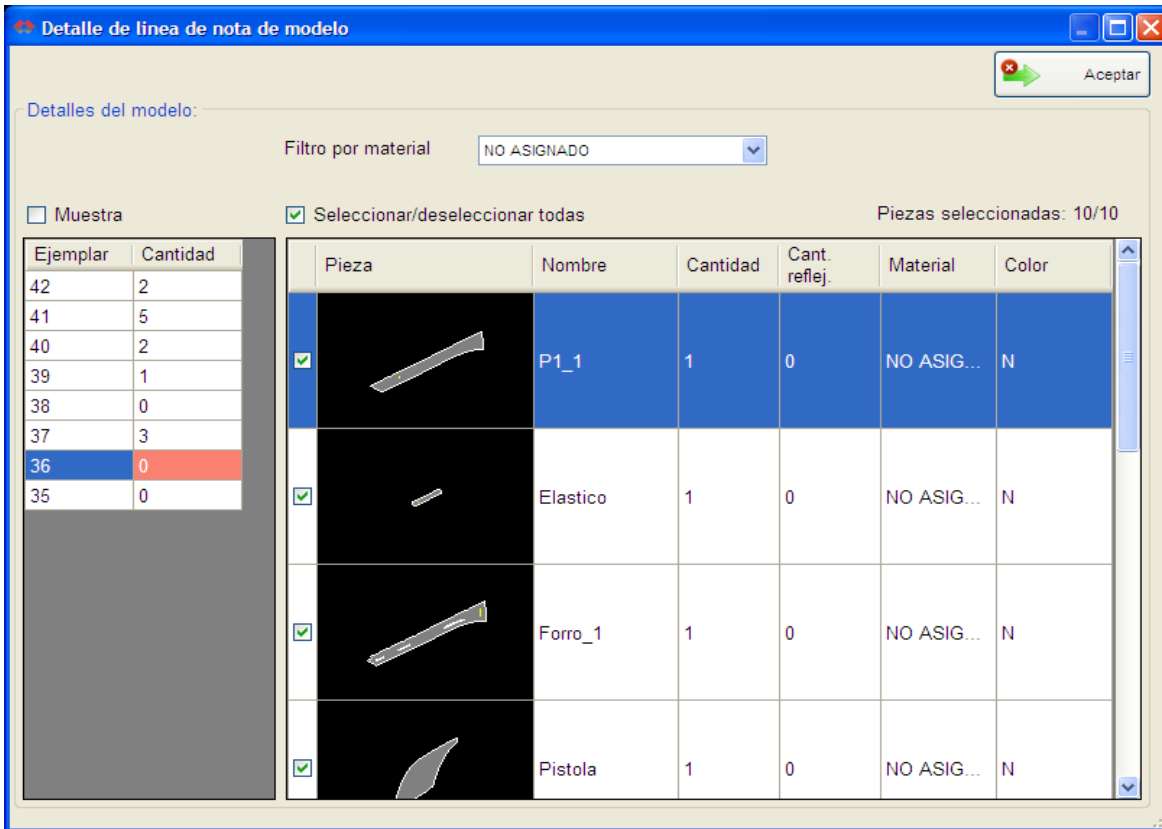 Detalle de línea de nota de modelo
Aceptar
Detalles del modelo:
Filtro por material NO ASIGNADO
Muestra Seleccionar/deseleccionar todas Piezas seleccionadas: 10/10
Ejemplar Cantidad
42 2
41 5
40 2
39 1
38 0
37 3
36 0
35 0
Pieza Nombre Cantidad Cant. reflej. Material Color
P1_1 1 0 NO ASIG... N
Elastico 1 0 NO ASIG... N
Forro_1 1 0 NO ASIG... N
Pistola 1 0 NO ASIG... N